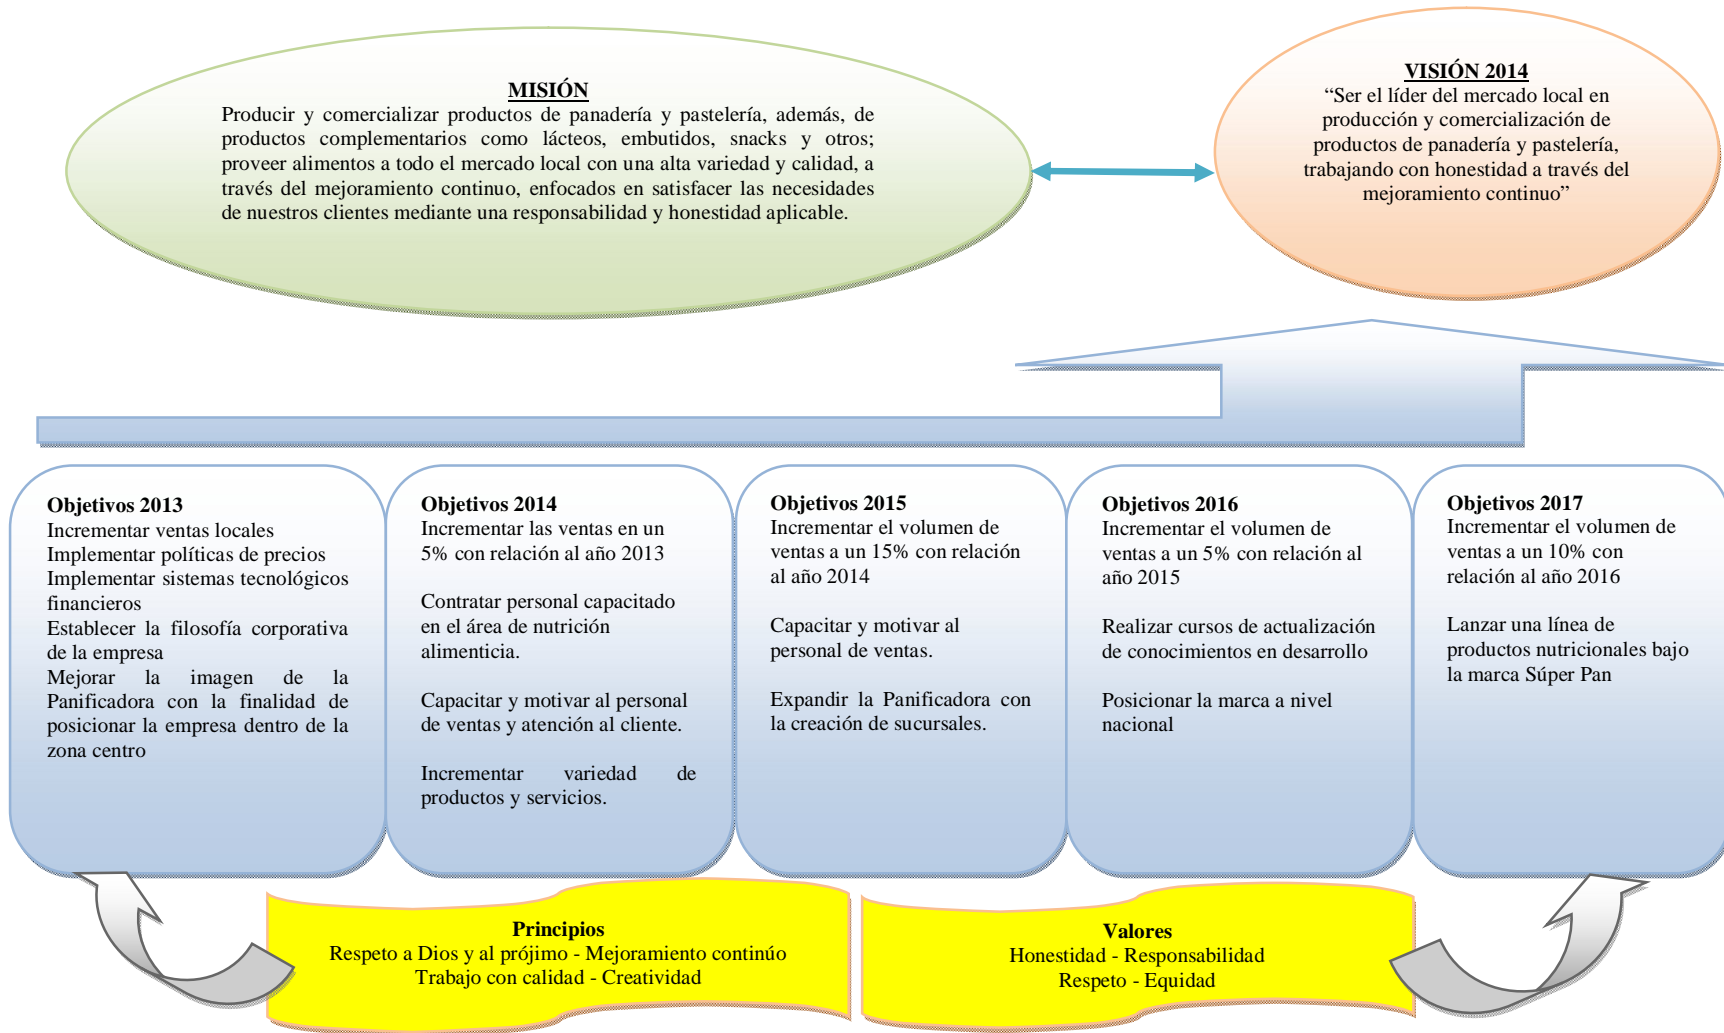 MISIÓN
Producir y comercializar productos de panadería y pastelería, además, de
productos complementarios como lácteos, embutidos, snacks y otros;
proveer alimentos a todo el mercado local con una alta variedad y calidad, a
través del mejoramiento continuo, enfocados en satisfacer las necesidades
de nuestros clientes mediante una responsabilidad y honestidad aplicable.
VISIÓN 2014
“Ser el líder del mercado local en
producción y comercialización de
productos de panadería y pastelería,
trabajando con honestidad a través del
mejoramiento continuo”
Objetivos 2013
Incrementar ventas locales
Implementar políticas de precios
Implementar sistemas tecnológicos
financieros
Establecer la filosofía corporativa
de la empresa
Mejorar la imagen de la
Panificadora con la finalidad de
posicionar la empresa dentro de la
zona centro
Objetivos 2014
Incrementar las ventas en un
5% con relación al año 2013
Contratar personal capacitado
en el área de nutrición
alimenticia.
Capacitar y motivar al personal
de ventas y atención al cliente.
Incrementar variedad de
productos y servicios.
Objetivos 2015
Incrementar el volumen de
ventas a un 15% con relación
al año 2014
Capacitar y motivar al
personal de ventas.
Expandir la Panificadora con
la creación de sucursales.
Objetivos 2016
Incrementar el volumen de
ventas a un 5% con relación al
año 2015
Realizar cursos de actualización
de conocimientos en desarrollo
Posicionar la marca a nivel
nacional
Objetivos 2017
Incrementar el volumen de
ventas a un 10% con
relación al año 2016
Lanzar una línea de
productos nutricionales bajo
la marca Súper Pan
Principios
Respeto a Dios y al prójimo - Mejoramiento continúo
Trabajo con calidad - Creatividad
Valores
Honestidad - Responsabilidad
Respeto - Equidad